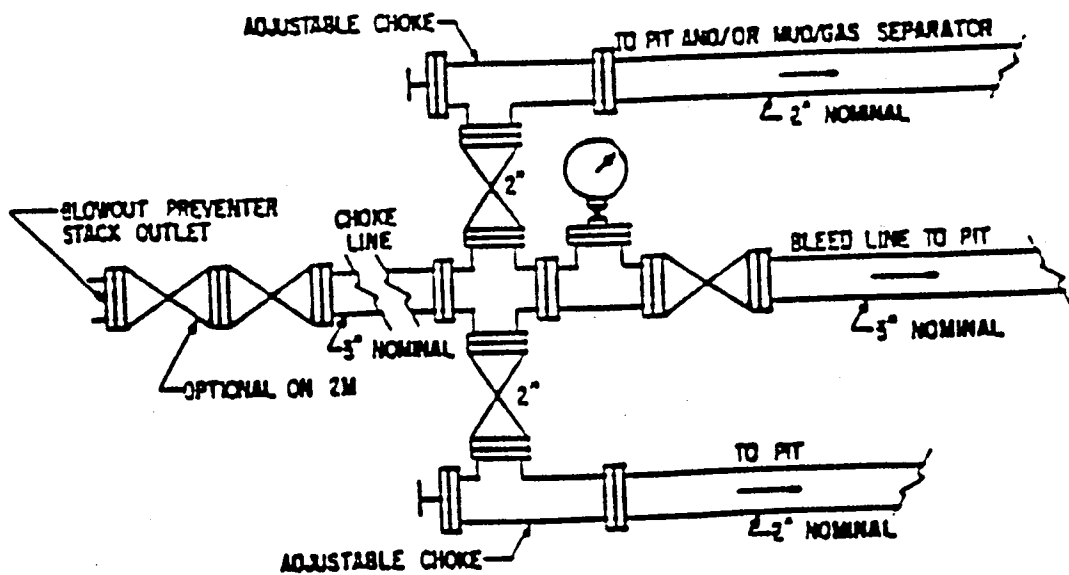 ADJUSTABLE CHOKE
TO PIT AND/OR MUD/GAS SEPARATOR
2" NOMINAL
2"
BLOWOUT PREVENTER
STACK OUTLET
CHOKE
LINE
BLEED LINE TO PIT
3" NOMINAL
3" NOMINAL
OPTIONAL ON 2M
2"
TO PIT
2" NOMINAL
ADJUSTABLE CHOKE